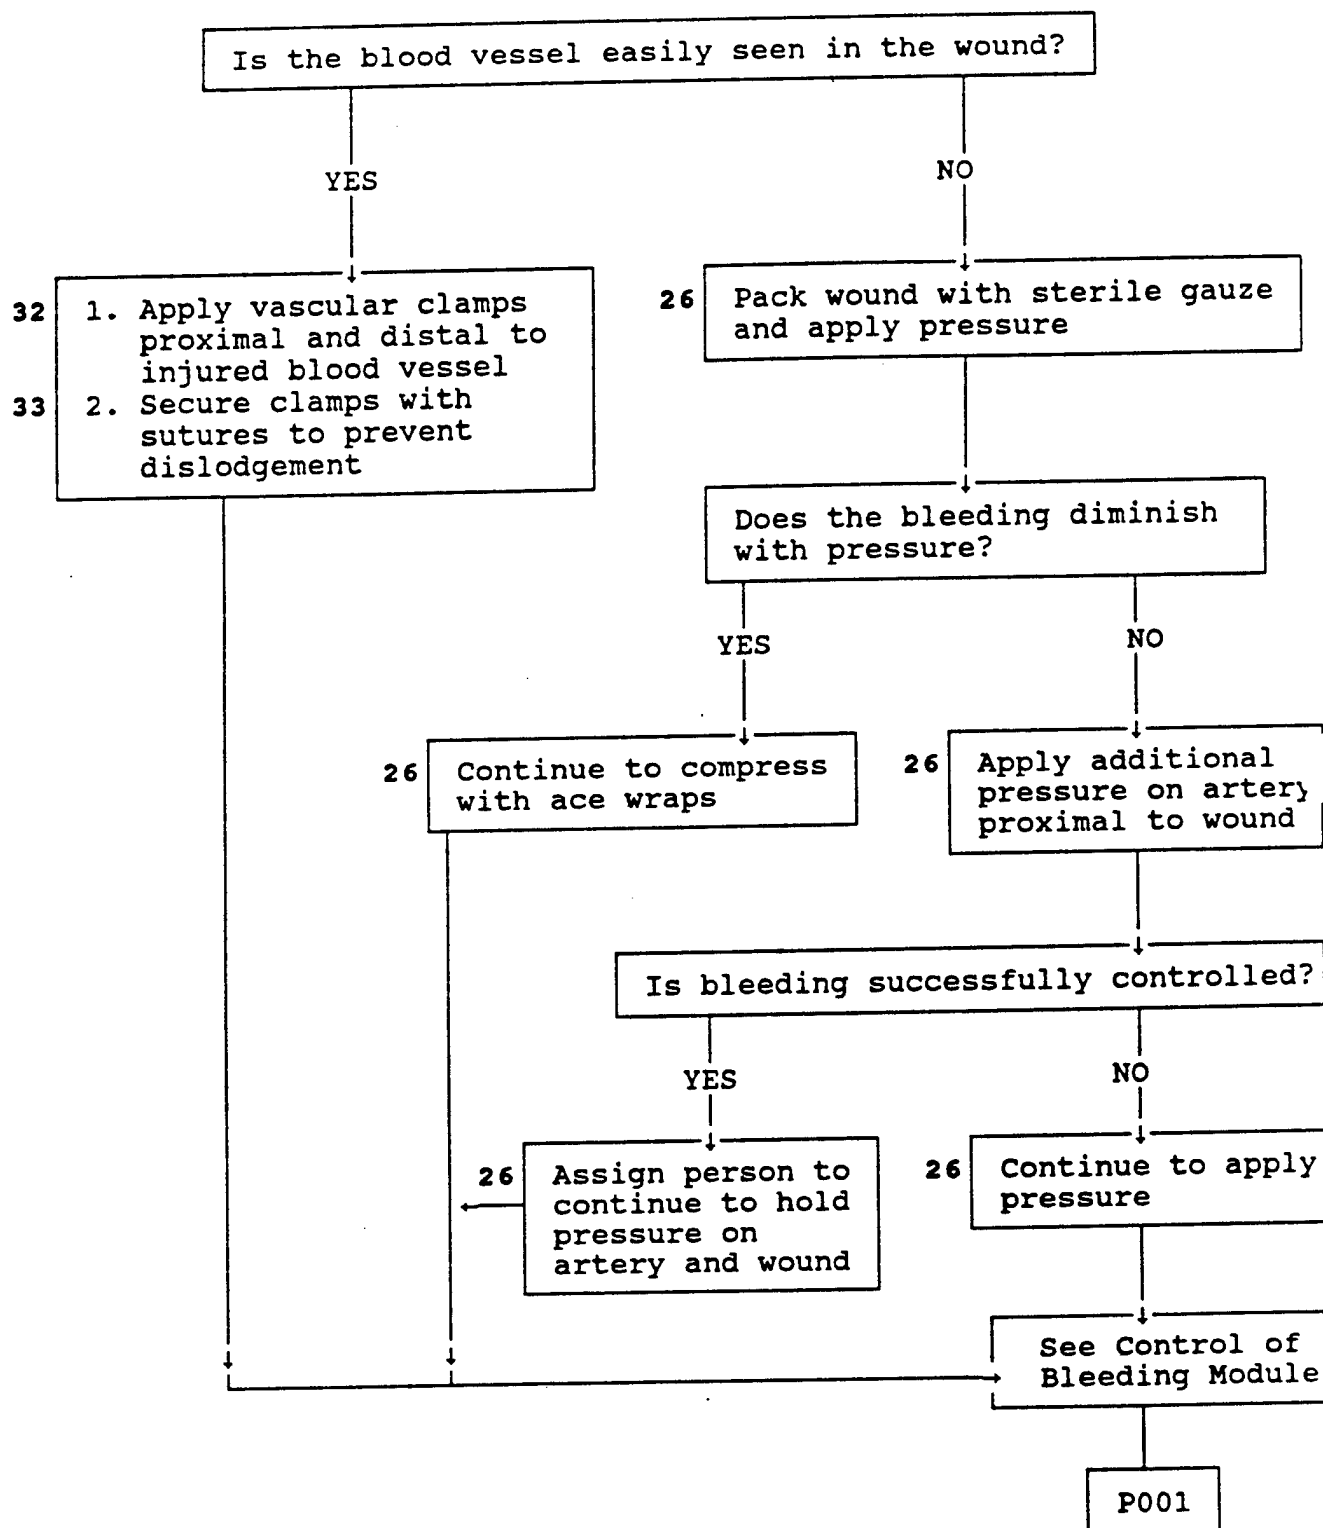 Is the blood vessel easily seen in the wound?
YES
NO
32 1. Apply vascular clamps
proximal and distal to
injured blood vessel
33 2. Secure clamps with
sutures to prevent
dislodgement
26 Pack wound with sterile gauze
and apply pressure
Does the bleeding diminish
with pressure?
YES
NO
26 Continue to compress
with ace wraps
26 Apply additional
pressure on artery
proximal to wound
Is bleeding successfully controlled?
YES
NO
26 Assign person to
continue to hold
pressure on
artery and wound
26 Continue to apply
pressure
See Control of
Bleeding Module
P001